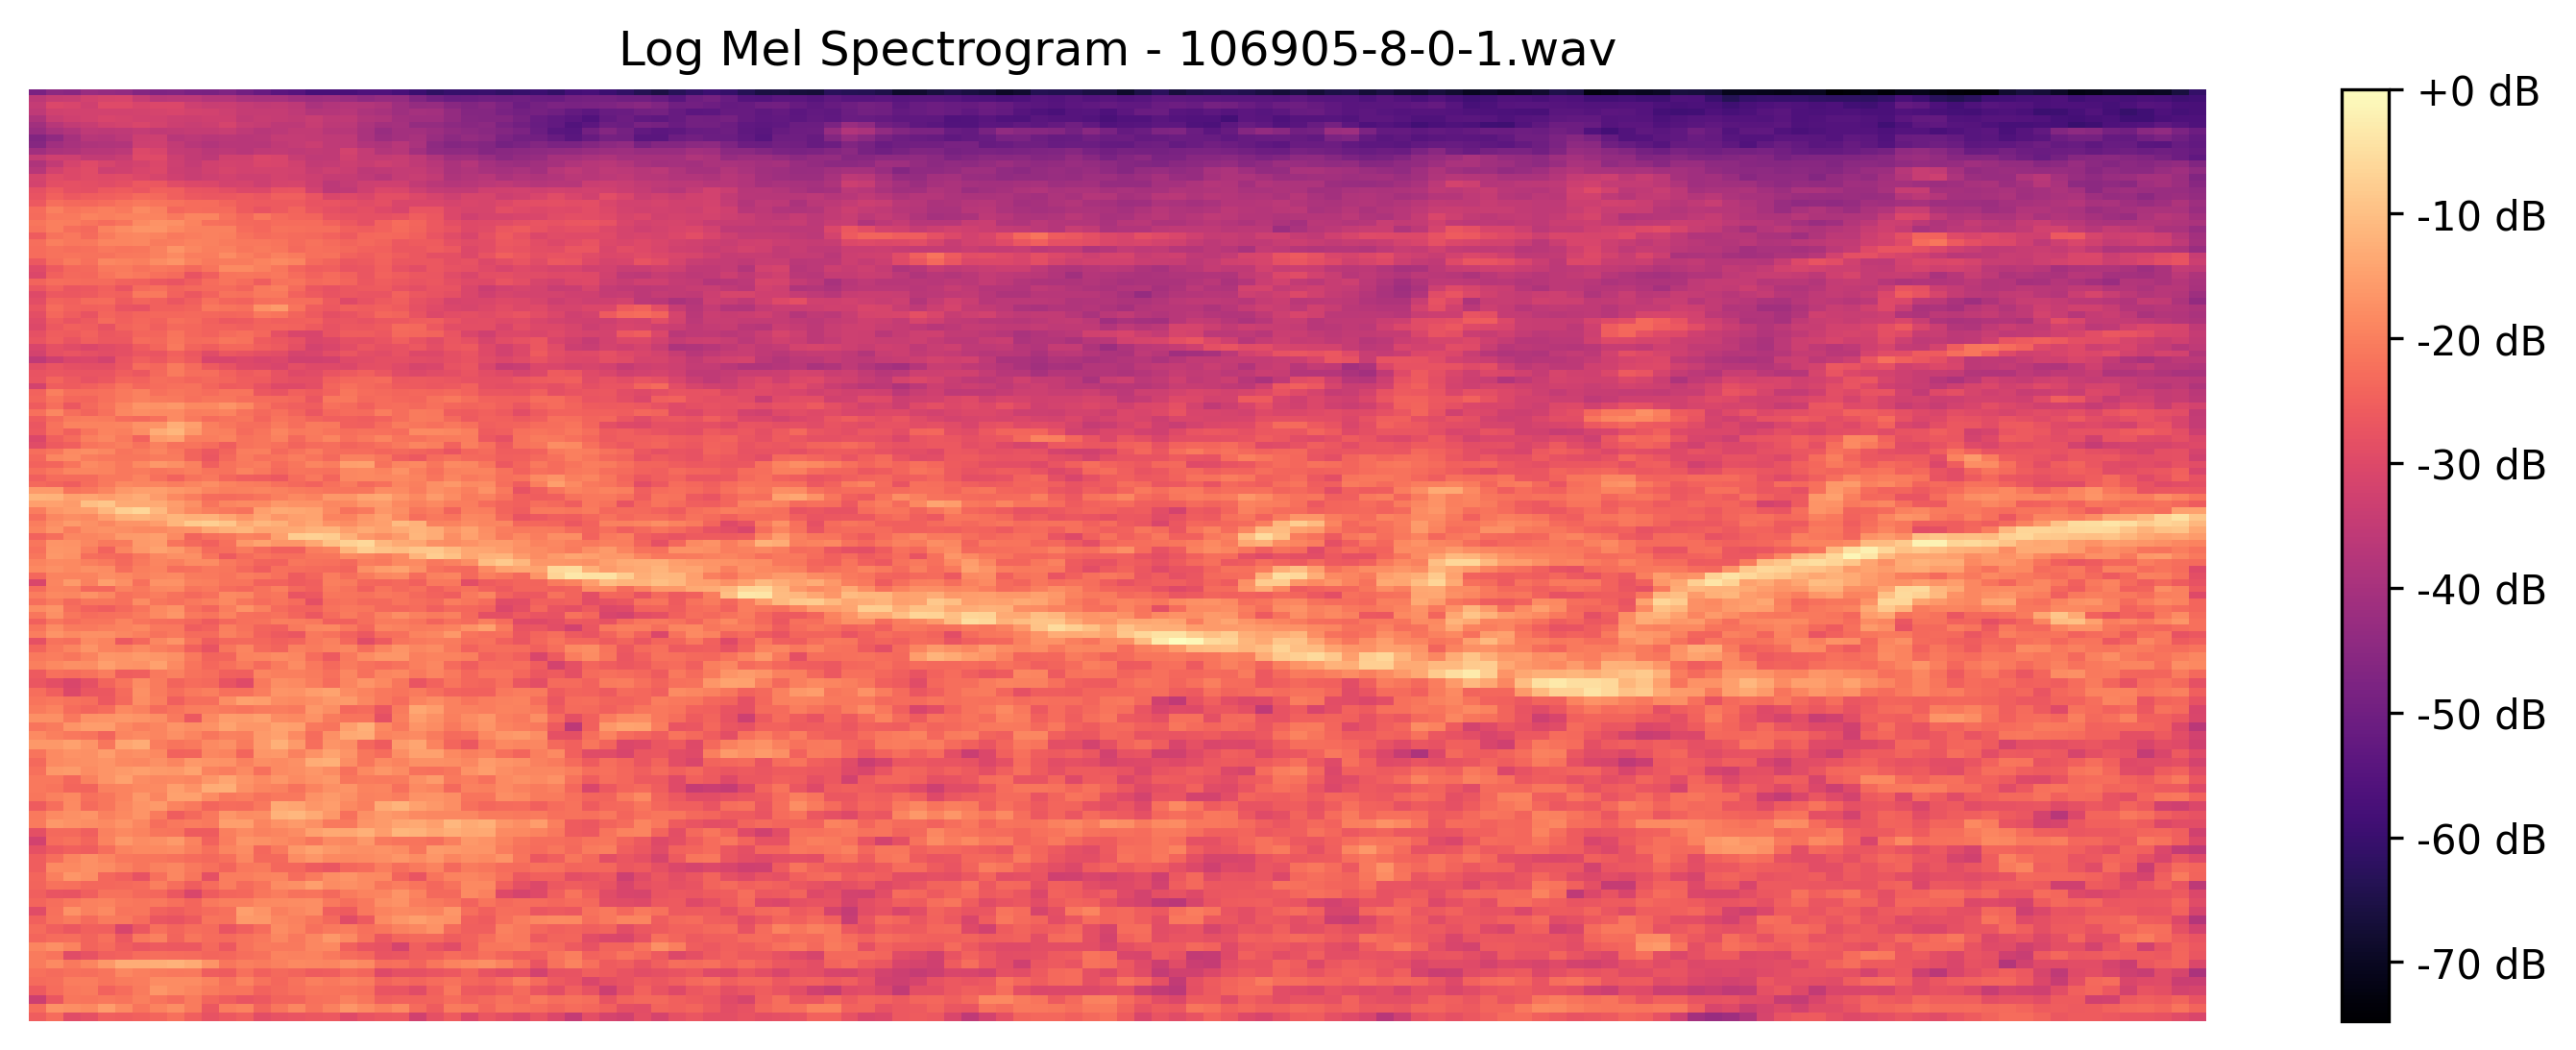 Log Mel Spectrogram - 106905-8-0-1.wav
+0 dB
-10 dB
-20 dB
-30 dB
-40 dB
-50 dB
-60 dB
-70 dB